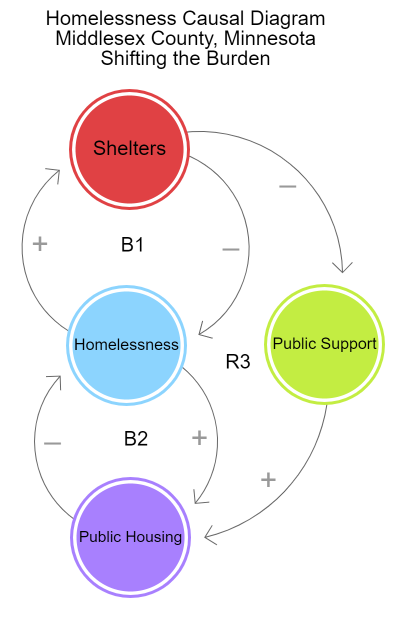 Homelessness Causal Diagram
Middlesex County, Minnesota
Shifting the Burden
Shelters
–
+
B1
–
Homelessness
Public Support
R3
–
B2
+
+
Public Housing